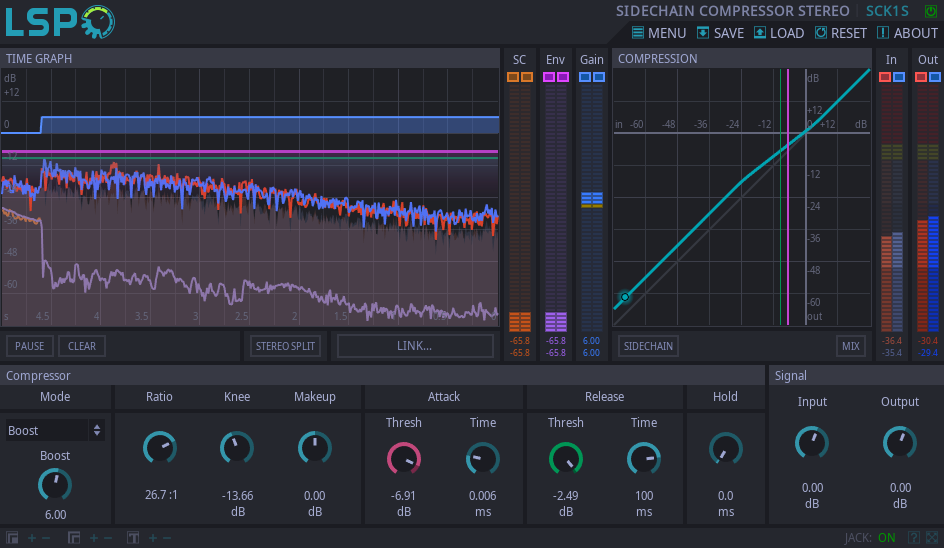 LSP
SIDECHAIN COMPRESSOR STEREO SCK1S
MENU SAVE LOAD RESET ABOUT
TIME GRAPH SC Env Gain COMPRESSION In Out
dB dB
+12 +12
0 in -60 -48 -36 -24 -12 0 +12 dB
-12 -12
-24
-36
-48 -48
-60 -60
s 4.5 4 3.5 3 2.5 2 1.5 1 out
PAUSE CLEAR STEREO SPLIT LINK... SIDECHAIN MIX
-65.8 -65.8 6.00 -36.4 -30.4
-65.8 -65.8 6.00 -35.4 -29.4
Compressor Signal
Mode Ratio Knee Makeup Attack Release Hold
Input Output
Boost Thresh Time Thresh Time
Boost
26.7 :1 -13.66 0.00 -6.91 0.006 -2.49 100 0.0 0.00 0.00
dB dB dB ms dB ms ms dB dB
6.00
JACK: ON